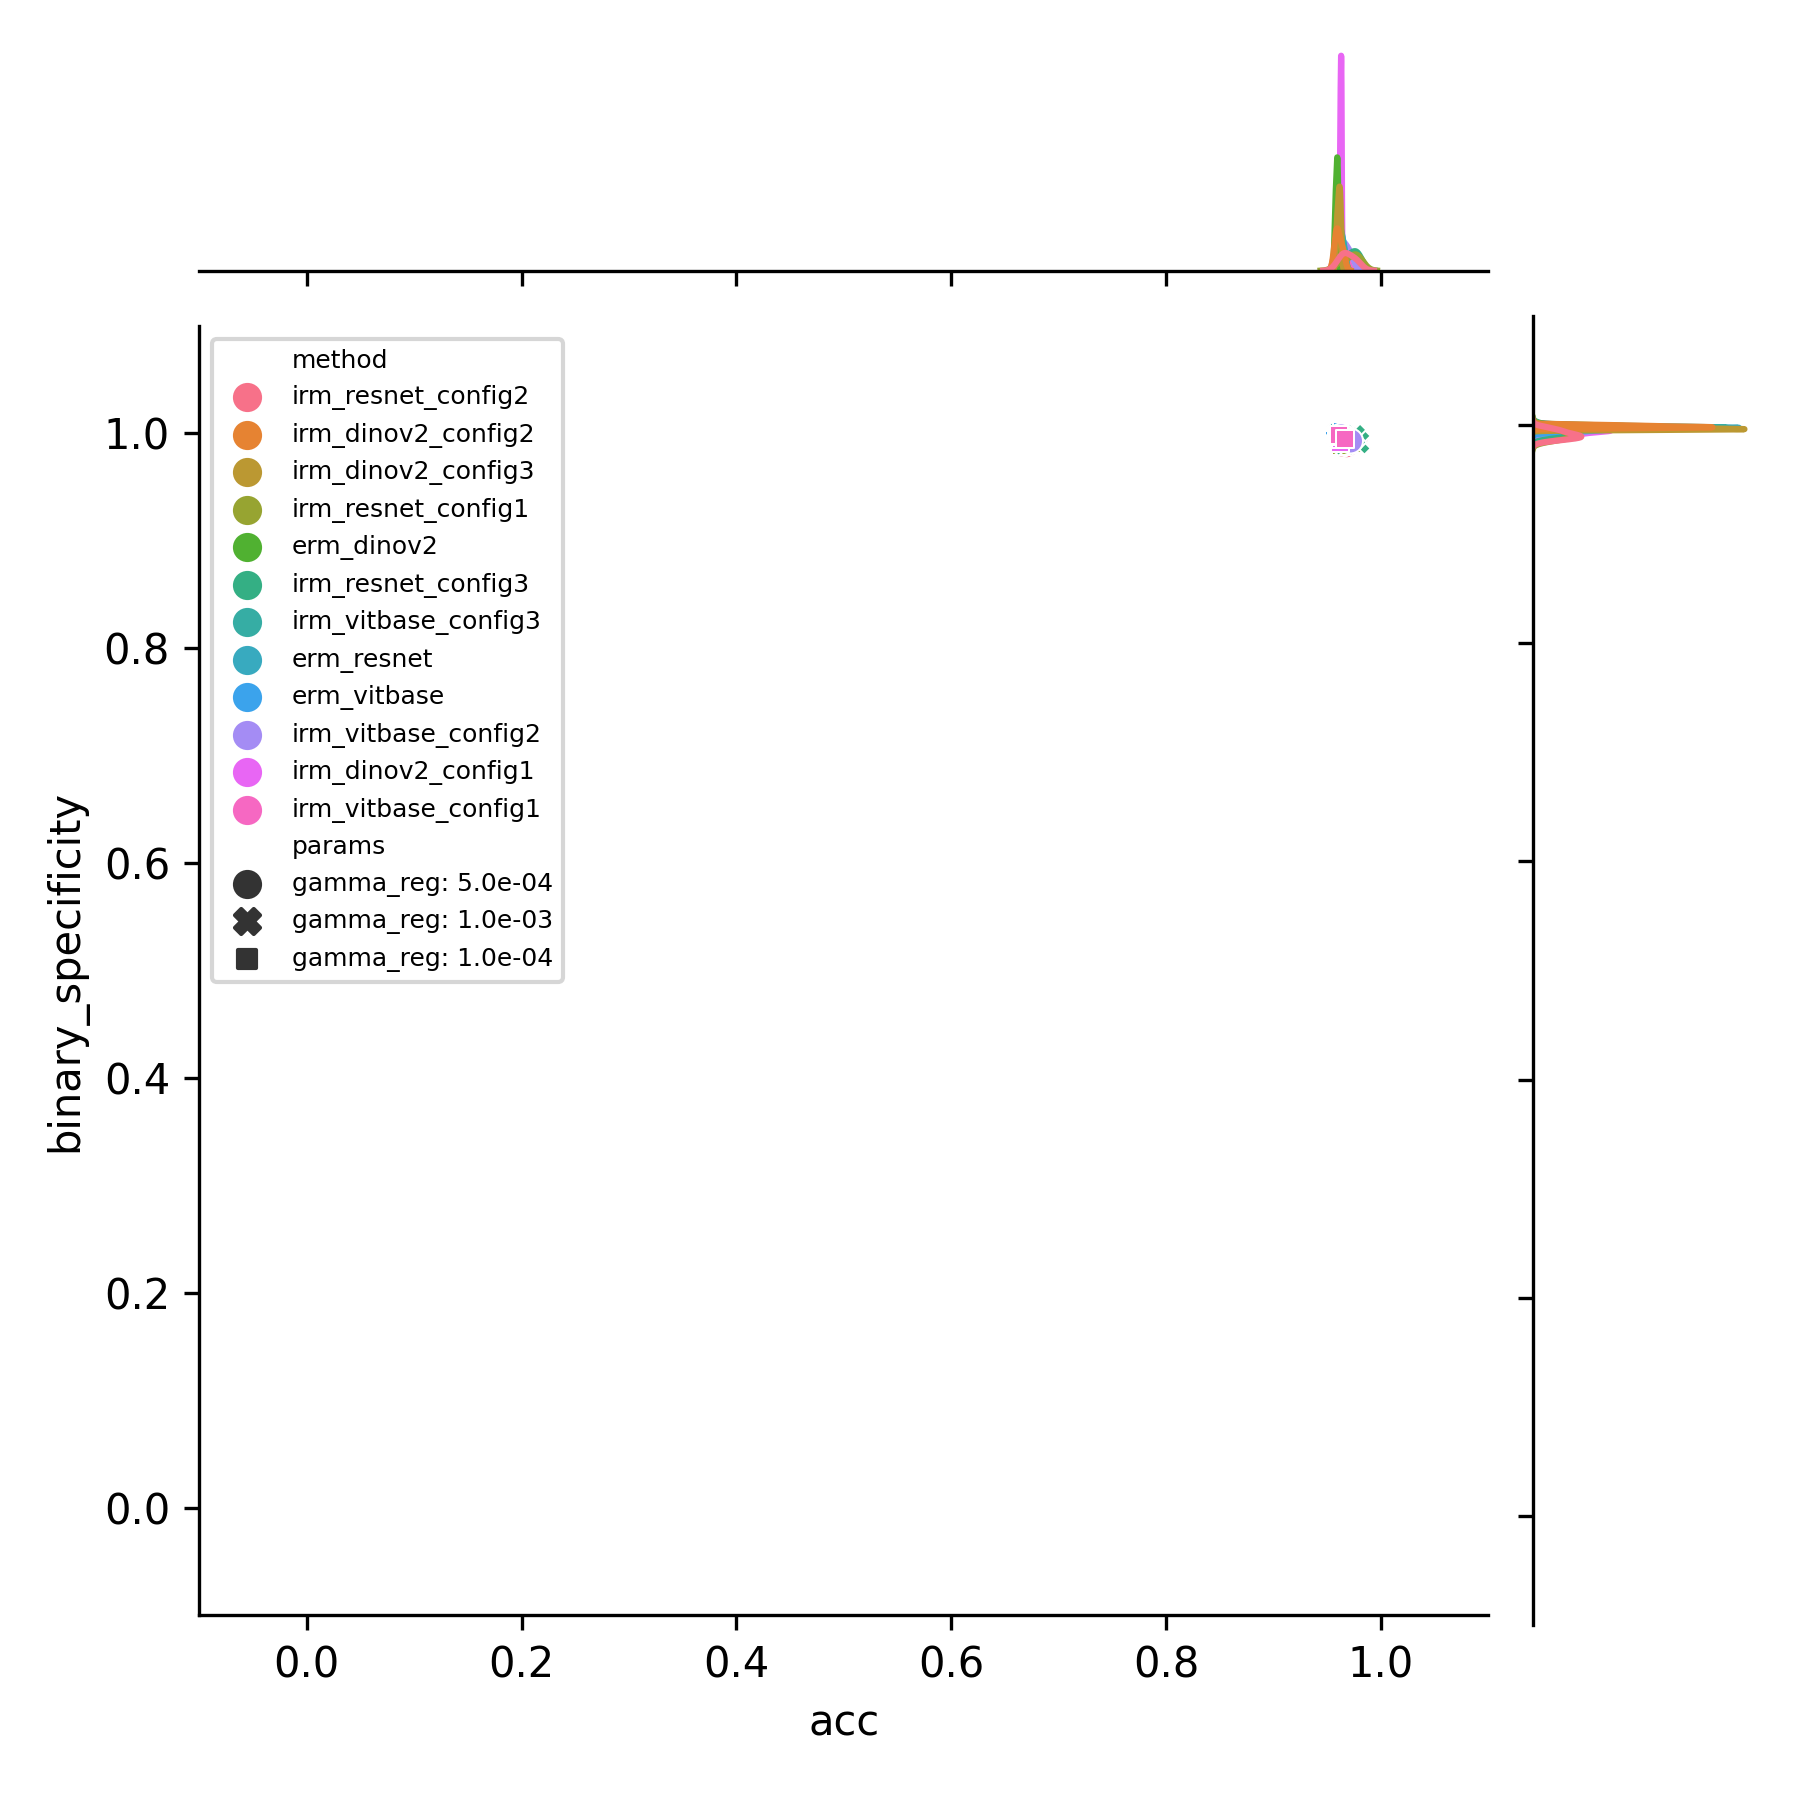 method
irm_resnet_config2
irm_dinov2_config2
irm_dinov2_config3
irm_resnet_config1
erm_dinov2
irm_resnet_config3
irm_vitbase_config3
erm_resnet
erm_vitbase
irm_vitbase_config2
irm_dinov2_config1
irm_vitbase_config1
params
gamma_reg: 5.0e-04
gamma_reg: 1.0e-03
gamma_reg: 1.0e-04
binary_specificity
1.0
0.8
0.6
0.4
0.2
0.0
0.0 0.2 0.4 0.6 0.8 1.0
acc